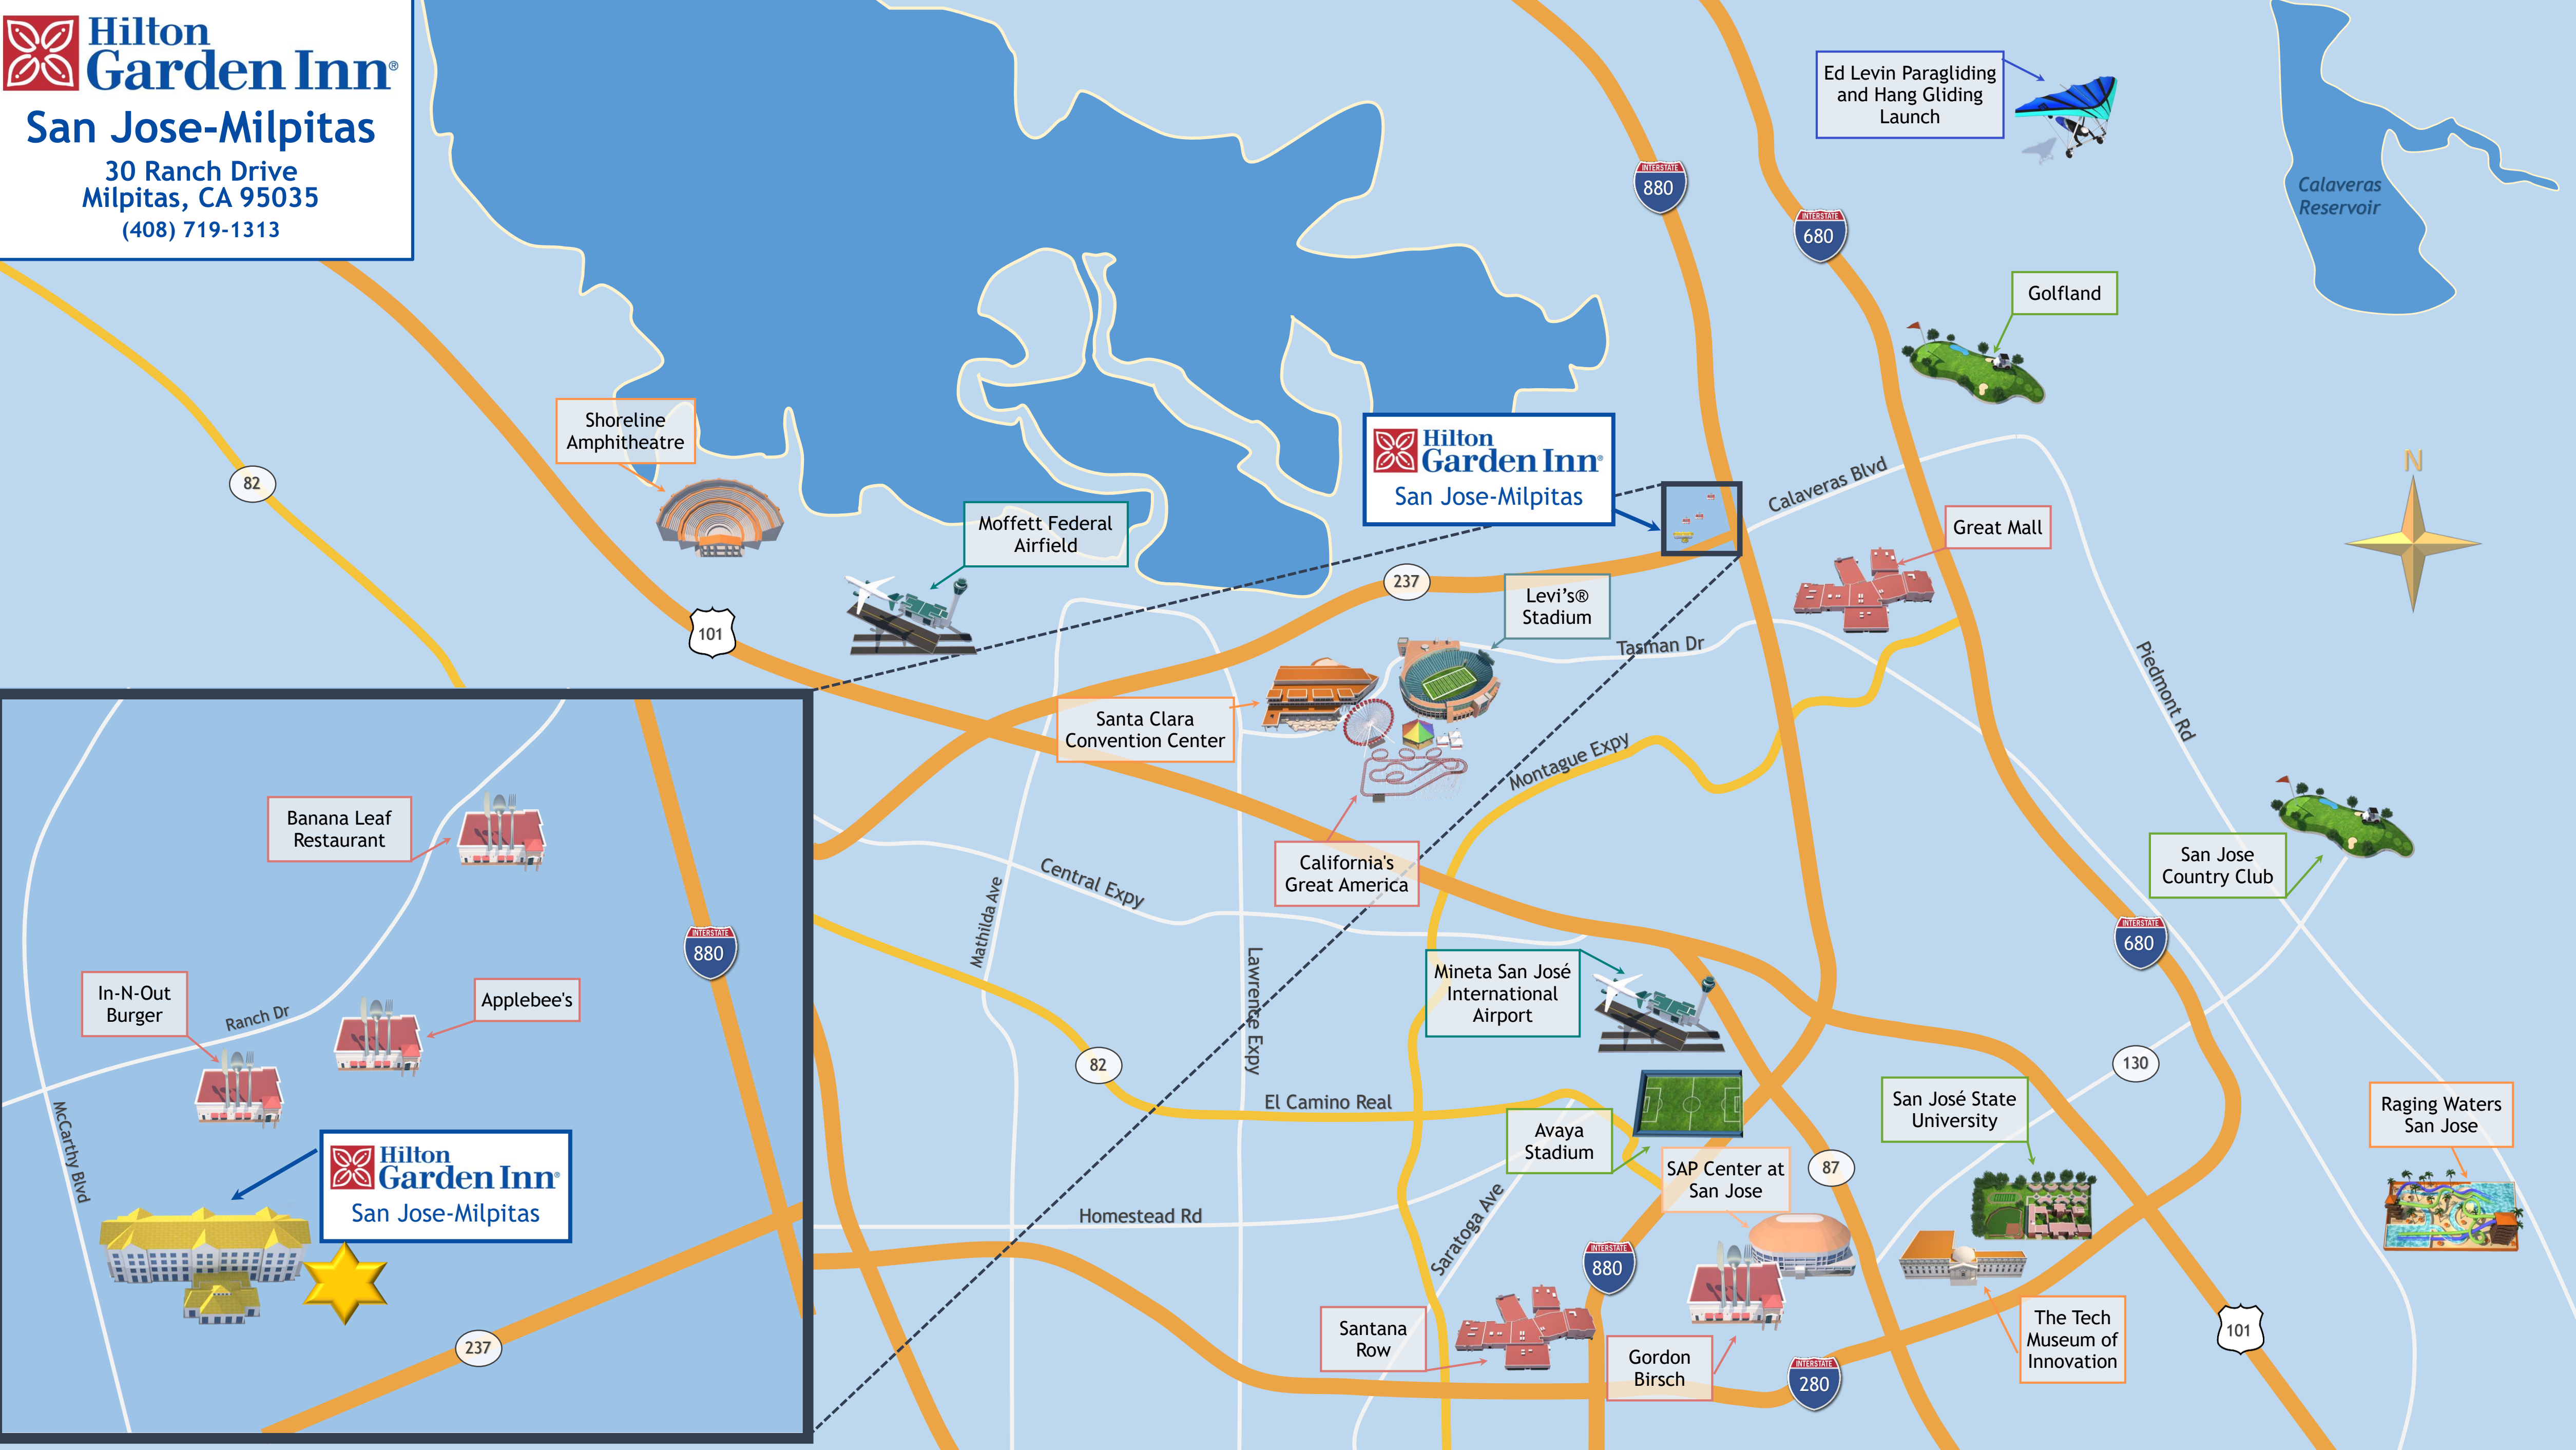 Hilton
Garden Inn®
San Jose-Milpitas
30 Ranch Drive
Milpitas, CA 95035
(408) 719-1313
INTERSTATE
880
INTERSTATE
680
Ed Levin Paragliding
and Hang Gliding
Launch
Calaveras
Reservoir
Golfland
82
Shoreline
Amphitheatre
Moffett Federal
Airfield
Hilton
Garden Inn®
San Jose-Milpitas
Calaveras Blvd
N
Great Mall
237
Levi's®
Stadium
101
Tasman Dr
Piedmont Rd
Santa Clara
Convention Center
Montague Expy
California's
Great America
Central Expy
Mathilda Ave
Lawrence Expy
San Jose
Country Club
INTERSTATE
680
Mineta San José
International
Airport
82
El Camino Real
130
Avaya
Stadium
San José State
University
Raging Waters
San Jose
SAP Center at
San Jose
87
Homestead Rd
Saratoga Ave
INTERSTATE
880
Santana
Row
Gordon
Birsch
INTERSTATE
280
The Tech
Museum of
Innovation
101
Banana Leaf
Restaurant
INTERSTATE
880
In-N-Out
Burger
Ranch Dr
Applebee's
McCarthy Blvd
Hilton
Garden Inn®
San Jose-Milpitas
237